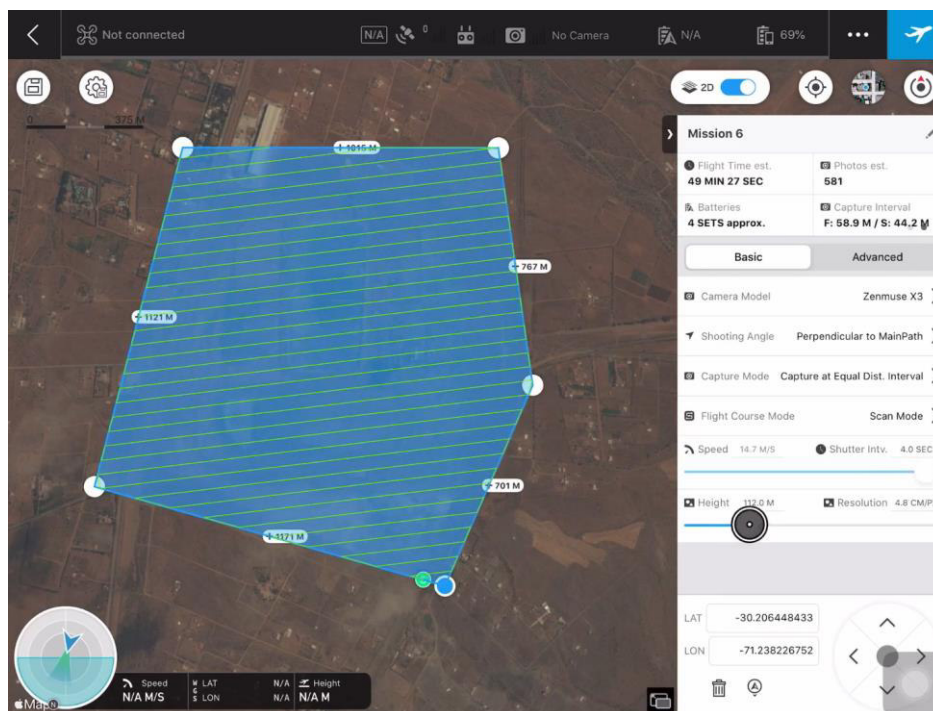 Not connected N/A 0 No Camera N/A 69%
0 375 M
2D
Mission 6
Flight Time est. Photos est.
49 MIN 27 SEC 581
Batteries Capture Interval
4 SETS approx. F: 58.9 M / S: 44.2 M
Basic Advanced
Camera Model Zenmuse X3
Shooting Angle Perpendicular to MainPath
Capture Mode Capture at Equal Dist. Interval
Flight Course Mode Scan Mode
Speed 14.7 M/S Shutter Intv. 4.0 SEC
Height 112.0 M Resolution 4.8 CM/P
LAT -30.206448433
LON -71.238226752
1015 M
767 M
1121 M
701 M
1171 M
N
Speed W LAT N/A Height
N/A M/S G S LON N/A N/A M
Maps